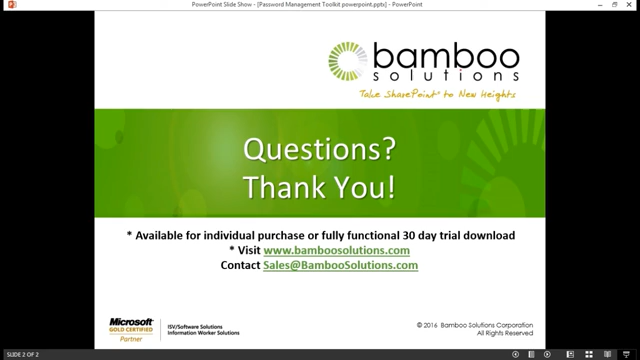 PowerPoint Slide Show - [Password Management Toolkit powerpoint.pptx] - PowerPoint
bamboo
solutions
Take SharePoint® to New Heights
Questions?
Thank You!
* Available for individual purchase or fully functional 30 day trial download
* Visit www.bamboosolutions.com
Contact Sales@BambooSolutions.com
Microsoft
GOLD CERTIFIED
Partner
ISV/Software Solutions
Information Worker Solutions
© 2016 Bamboo Solutions Corporation
All Rights Reserved
SLIDE 2 OF 2